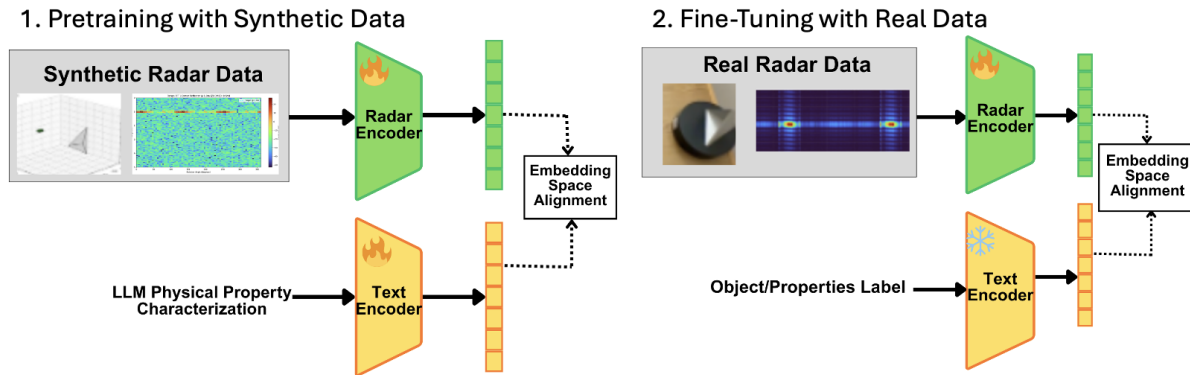 1. Pretraining with Synthetic Data
Synthetic Radar Data
Radar
Encoder
Embedding
Space
Alignment
LLM Physical Property
Characterization
Text
Encoder
2. Fine-Tuning with Real Data
Real Radar Data
Radar
Encoder
Embedding
Space
Alignment
Object/Properties Label
Text
Encoder